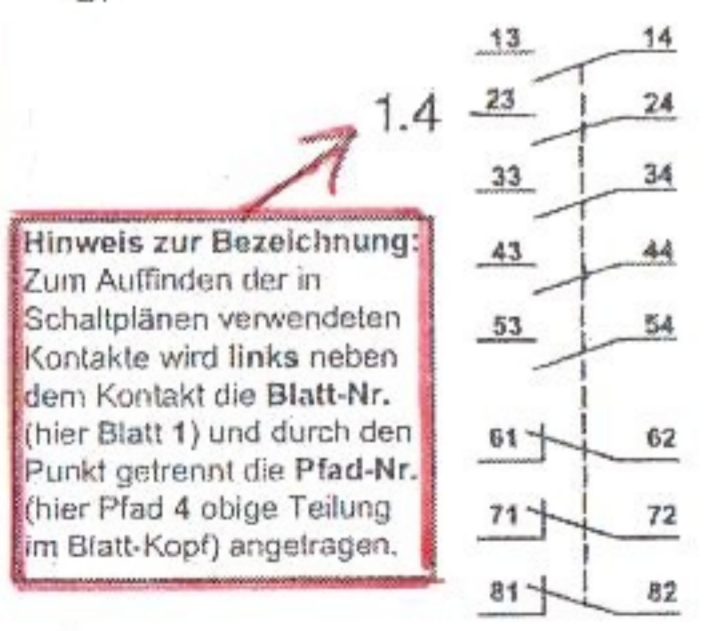 13 14
1.4 23 24
33 34
43 44
53 54
61 62
71 72
81 82
Hinweis zur Bezeichnung:
Zum Auffinden der in
Schaltplänen verwendeten
Kontakte wird links neben
dem Kontakt die Blatt-Nr.
(hier Blatt 1) und durch den
Punkt getrennt die Pfad-Nr.
(hier Pfad 4 obige Teilung
im Blatt-Kopf) angetragen.